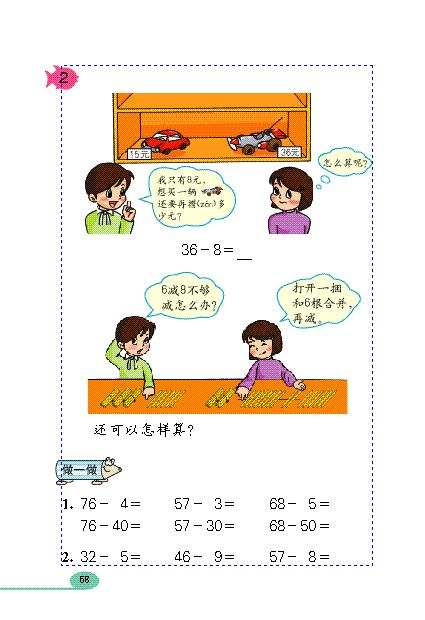 2
15元
36元
我只有8元，
想买一辆
还要再攒(zǎn)多
少元？
怎么算呢？
36－8＝
6减8不够
减怎么办？
打开一捆
和6根合并，
再减。
还可以怎样算？
做一做
1. 76－ 4＝ 57－ 3＝ 68－ 5＝
76－40＝ 57－30＝ 68－50＝
2. 32－ 5＝ 46－ 9＝ 57－ 8＝
68